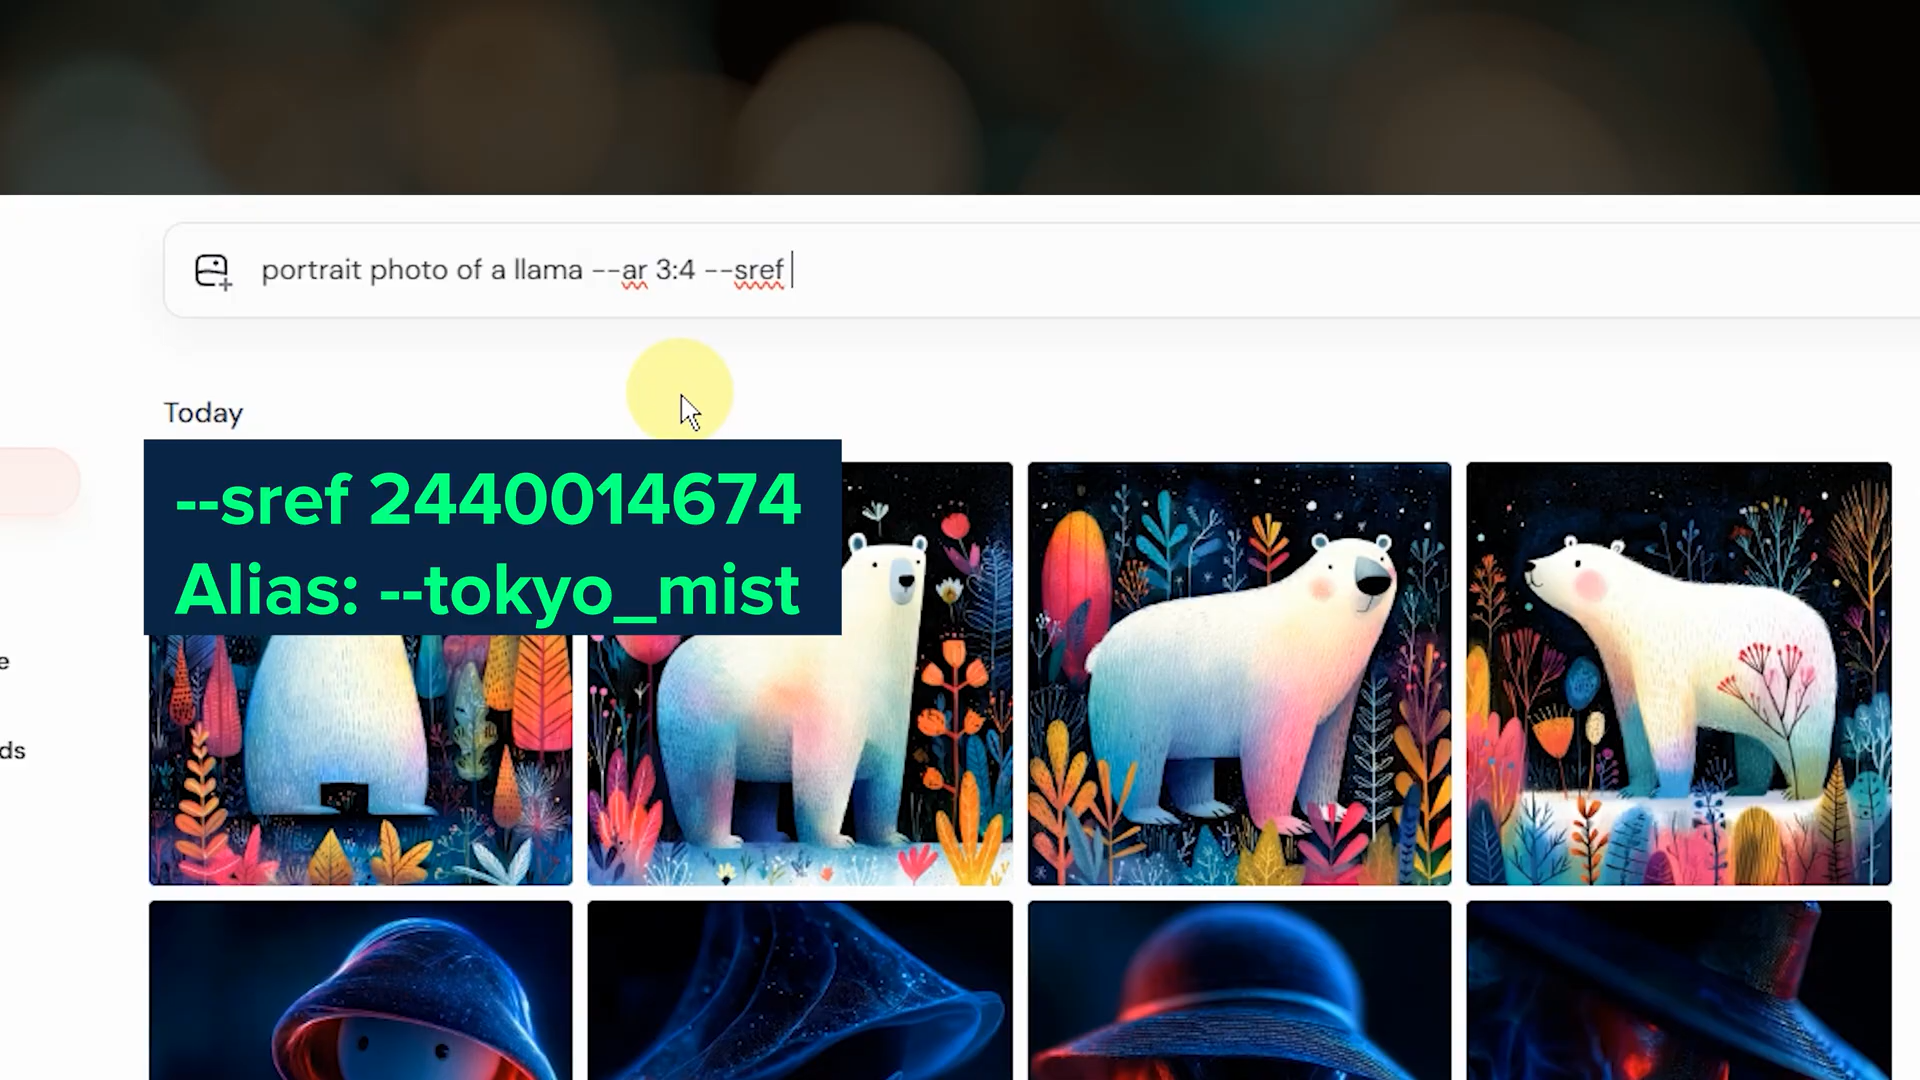 portrait photo of a llama --ar 3:4 --sref
Today
--sref 2440014674
Alias: --tokyo_mist
e
ds